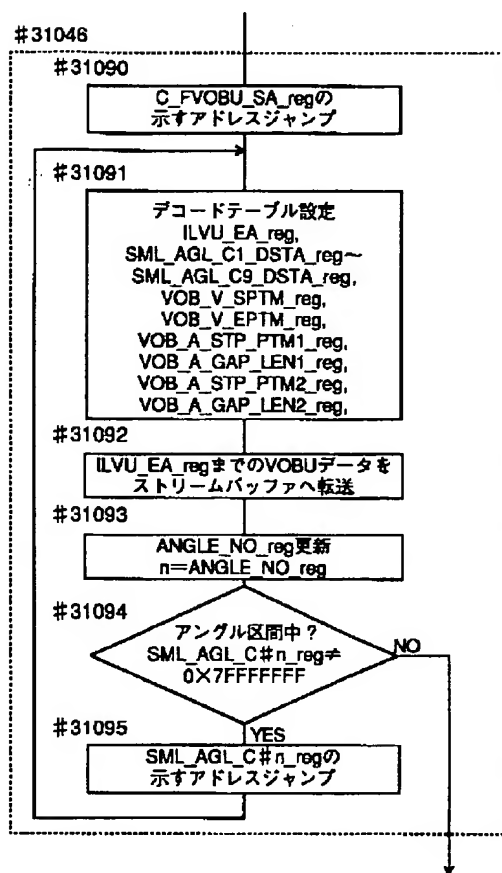 #31046
#31090
C_FVOBU_SA_regの
示すアドレスジャンプ
#31091
デコードテーブル設定
ILVU_EA_reg,
SML_AGL_C1_DSTA_reg~
SML_AGL_C9_DSTA_reg,
VOB_V_SPTM_reg,
VOB_V_EPTM_reg,
VOB_A_STP_PTM1_reg,
VOB_A_GAP_LEN1_reg,
VOB_A_STP_PTM2_reg,
VOB_A_GAP_LEN2_reg,
#31092
ILVU_EA_regまでのVOBUデータを
ストリームバッファへ転送
#31093
ANGLE_NO_reg更新
n=ANGLE_NO_reg
#31094
アングル区間中?
SML_AGL_C#n_reg≠
0×7FFFFFFF
NO
YES
#31095
SML_AGL_C#n_regの
示すアドレスジャンプ